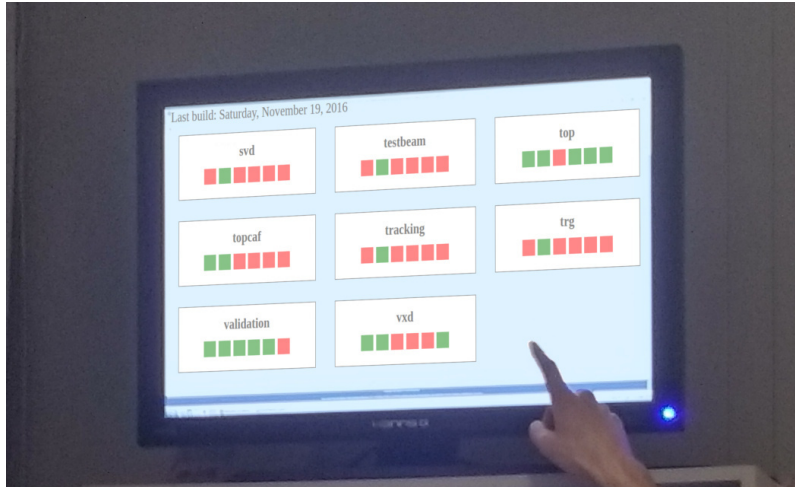 Last build: Saturday, November 19, 2016
svd
testbeam
top
topcaf
tracking
trg
validation
vxd